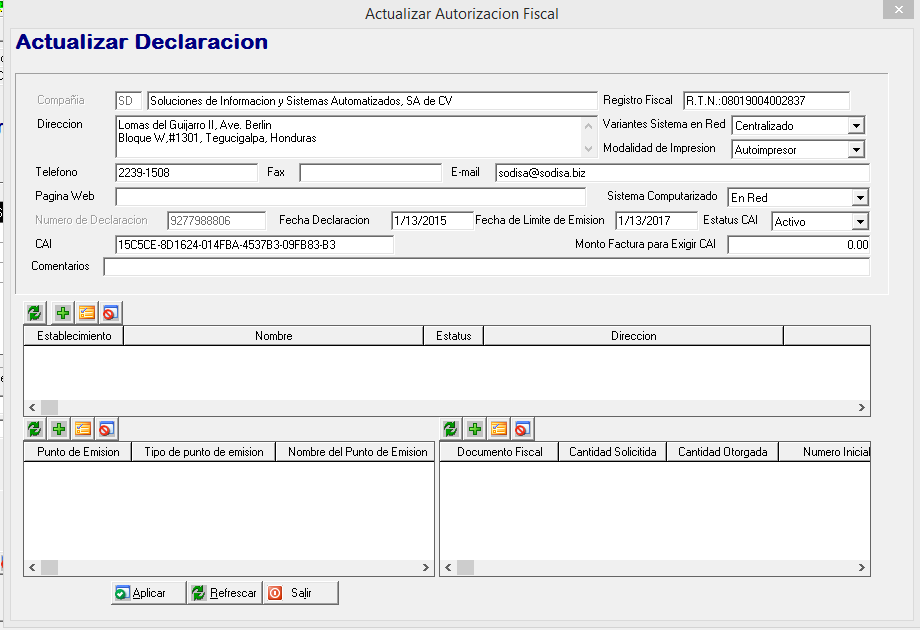 Actualizar Autorizacion Fiscal
Actualizar Declaracion
Compañia SD Soluciones de Informacion y Sistemas Automatizados, SA de CV Registro Fiscal R.T.N.:08019004002837
Direccion Lomas del Guijarro II, Ave. Berlin Variantes Sistema en Red Centralizado
Bloque W,#1301, Tegucigalpa, Honduras Modalidad de Impresion Autoimpresor
Telefono 2239-1508 Fax E-mail sodisa@sodisa.biz
Pagina Web Sistema Computarizado En Red
Numero de Declaracion 9277988806 Fecha Declaracion 1/13/2015 Fecha de Limite de Emision 1/13/2017 Estatus CAI Activo
CAI 15C5CE-8D1624-014FBA-4537B3-09FB83-B3 Monto Factura para Exigir CAI 0.00
Comentarios
Establecimiento Nombre Estatus Direccion
Punto de Emision Tipo de punto de emision Nombre del Punto de Emision Documento Fiscal Cantidad Solicitida Cantidad Otorgada Numero Inicial
Aplicar Refrescar Salir